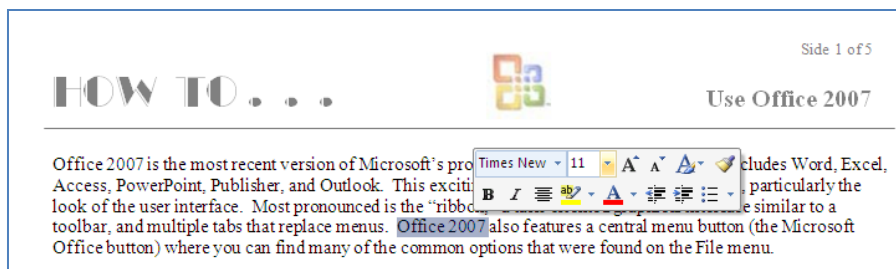 Side 1 of 5
HOW TO . . .
Use Office 2007
Office 2007 is the most recent version of Microsoft's pro cludes Word, Excel,
Times New 11
Access, PowerPoint, Publisher, and Outlook. This exciti , particularly the
B I ab A
look of the user interface. Most pronounced is the "ribbon, similar to a
toolbar, and multiple tabs that replace menus. Office 2007 also features a central menu button (the Microsoft
Office button) where you can find many of the common options that were found on the File menu.